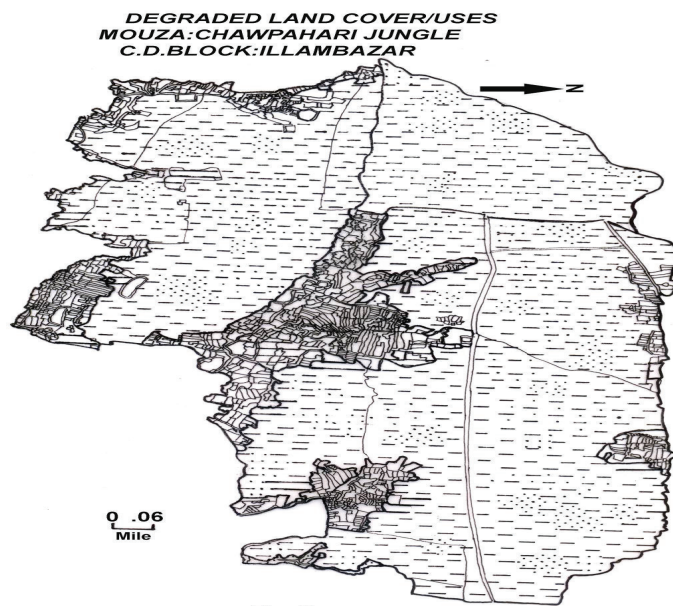 DEGRADED LAND COVER/USES
MOUZA:CHAWPAHARI JUNGLE
C.D.BLOCK:ILLAMBAZAR
N
0 .06
Mile